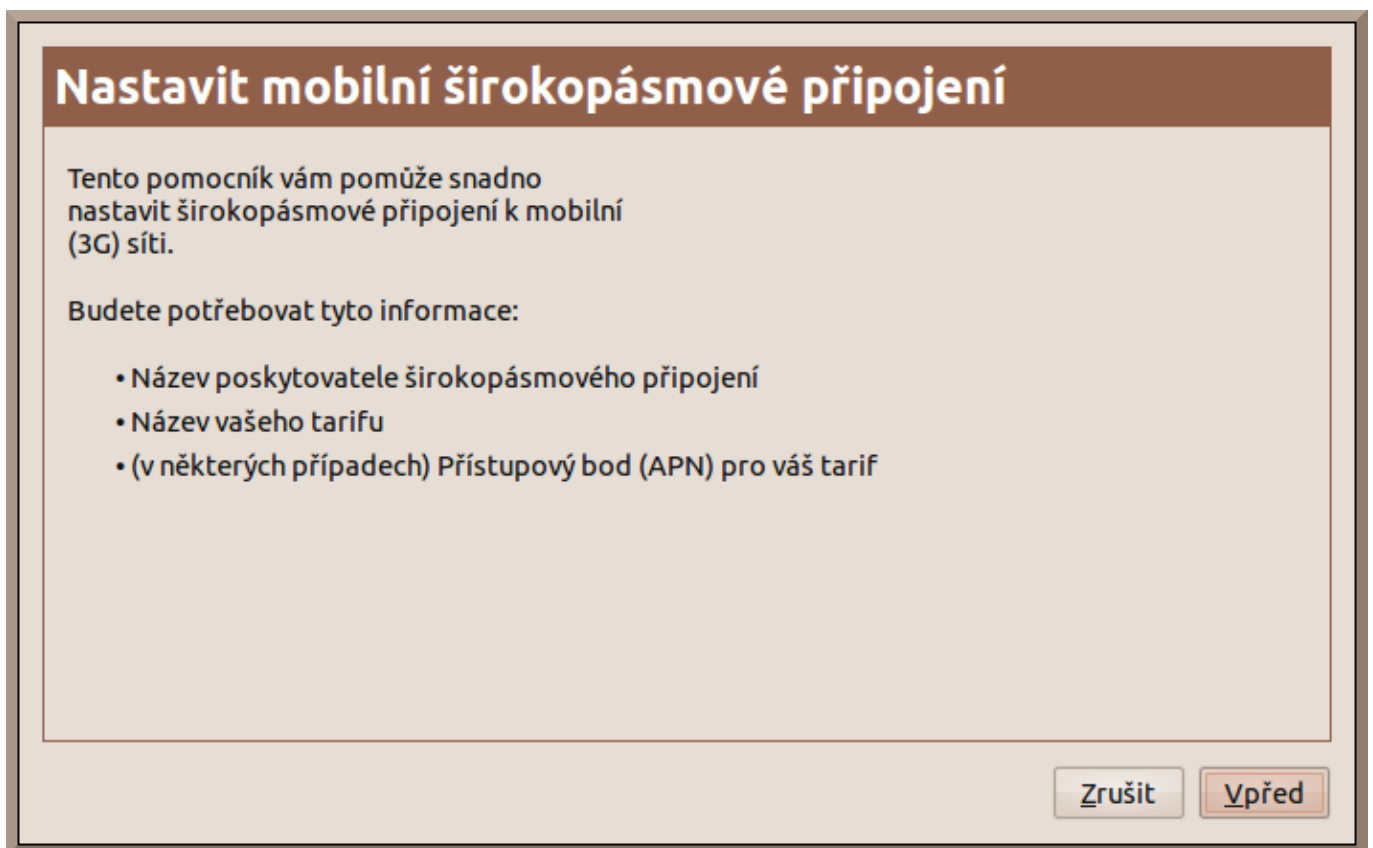 Nastavit mobilní širokopásmové připojení
Tento pomocník vám pomůže snadno
nastavit širokopásmové připojení k mobilní
(3G) síti.
Budete potřebovat tyto informace:
• Název poskytovatele širokopásmového připojení
• Název vašeho tarifu
• (v některých případech) Přístupový bod (APN) pro váš tarif
Zrušit
Vpřed